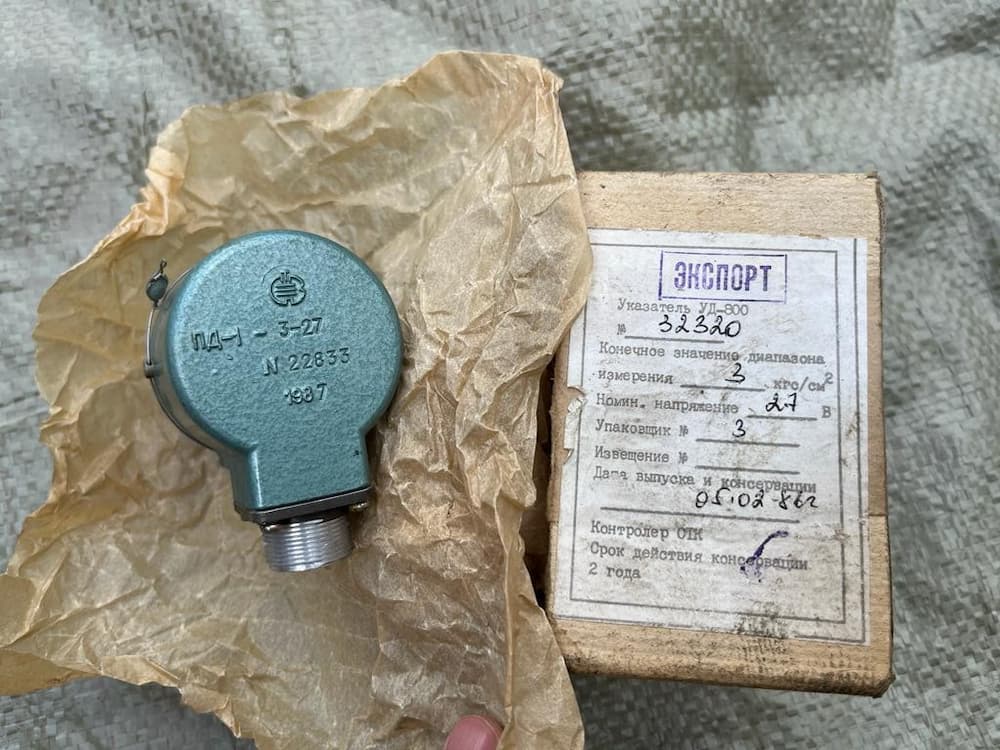 ПД-1 - 3-27
N 22833
1987
ЭКСПОРТ
Указатель УД-800
№ 32320
Конечное значение диапазона
измерения 3 кгс/см2
Номин. напряжение 27 В
Упаковщик № 3
Извещение №
Дата выпуска и консервации
05.02-86г
Контролер ОТК
Срок действия консервации
2 года